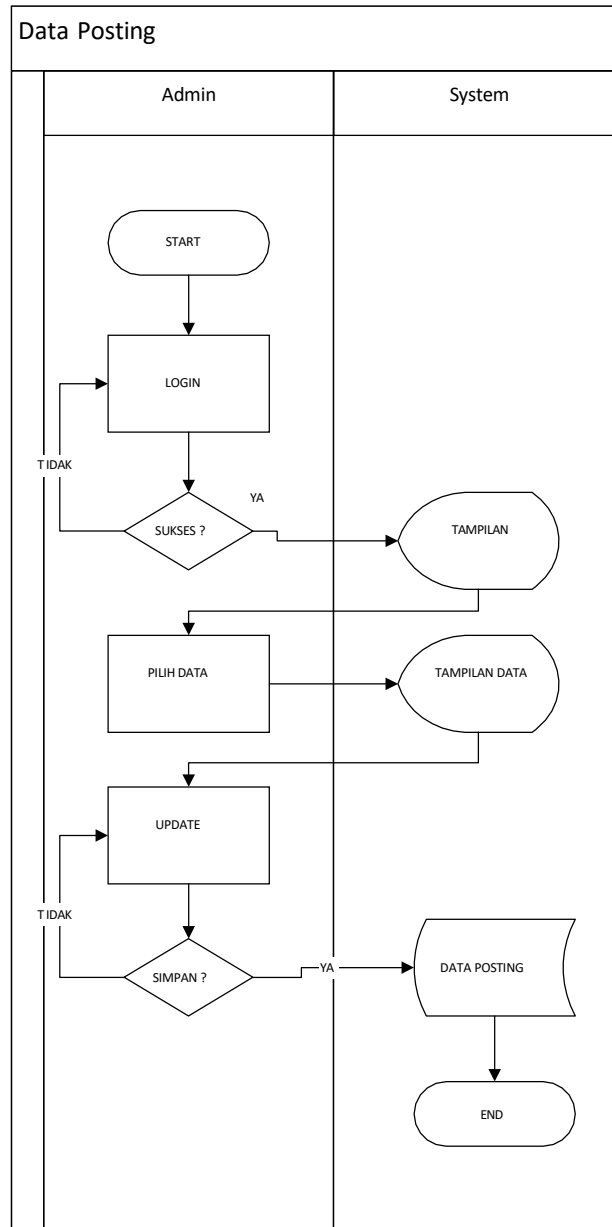 Data Posting
Admin
System
START
LOGIN
TIDAK
YA
SUKSES ?
TAMPILAN
PILIH DATA
TAMPILAN DATA
UPDATE
TIDAK
SIMPAN ?
YA
DATA POSTING
END